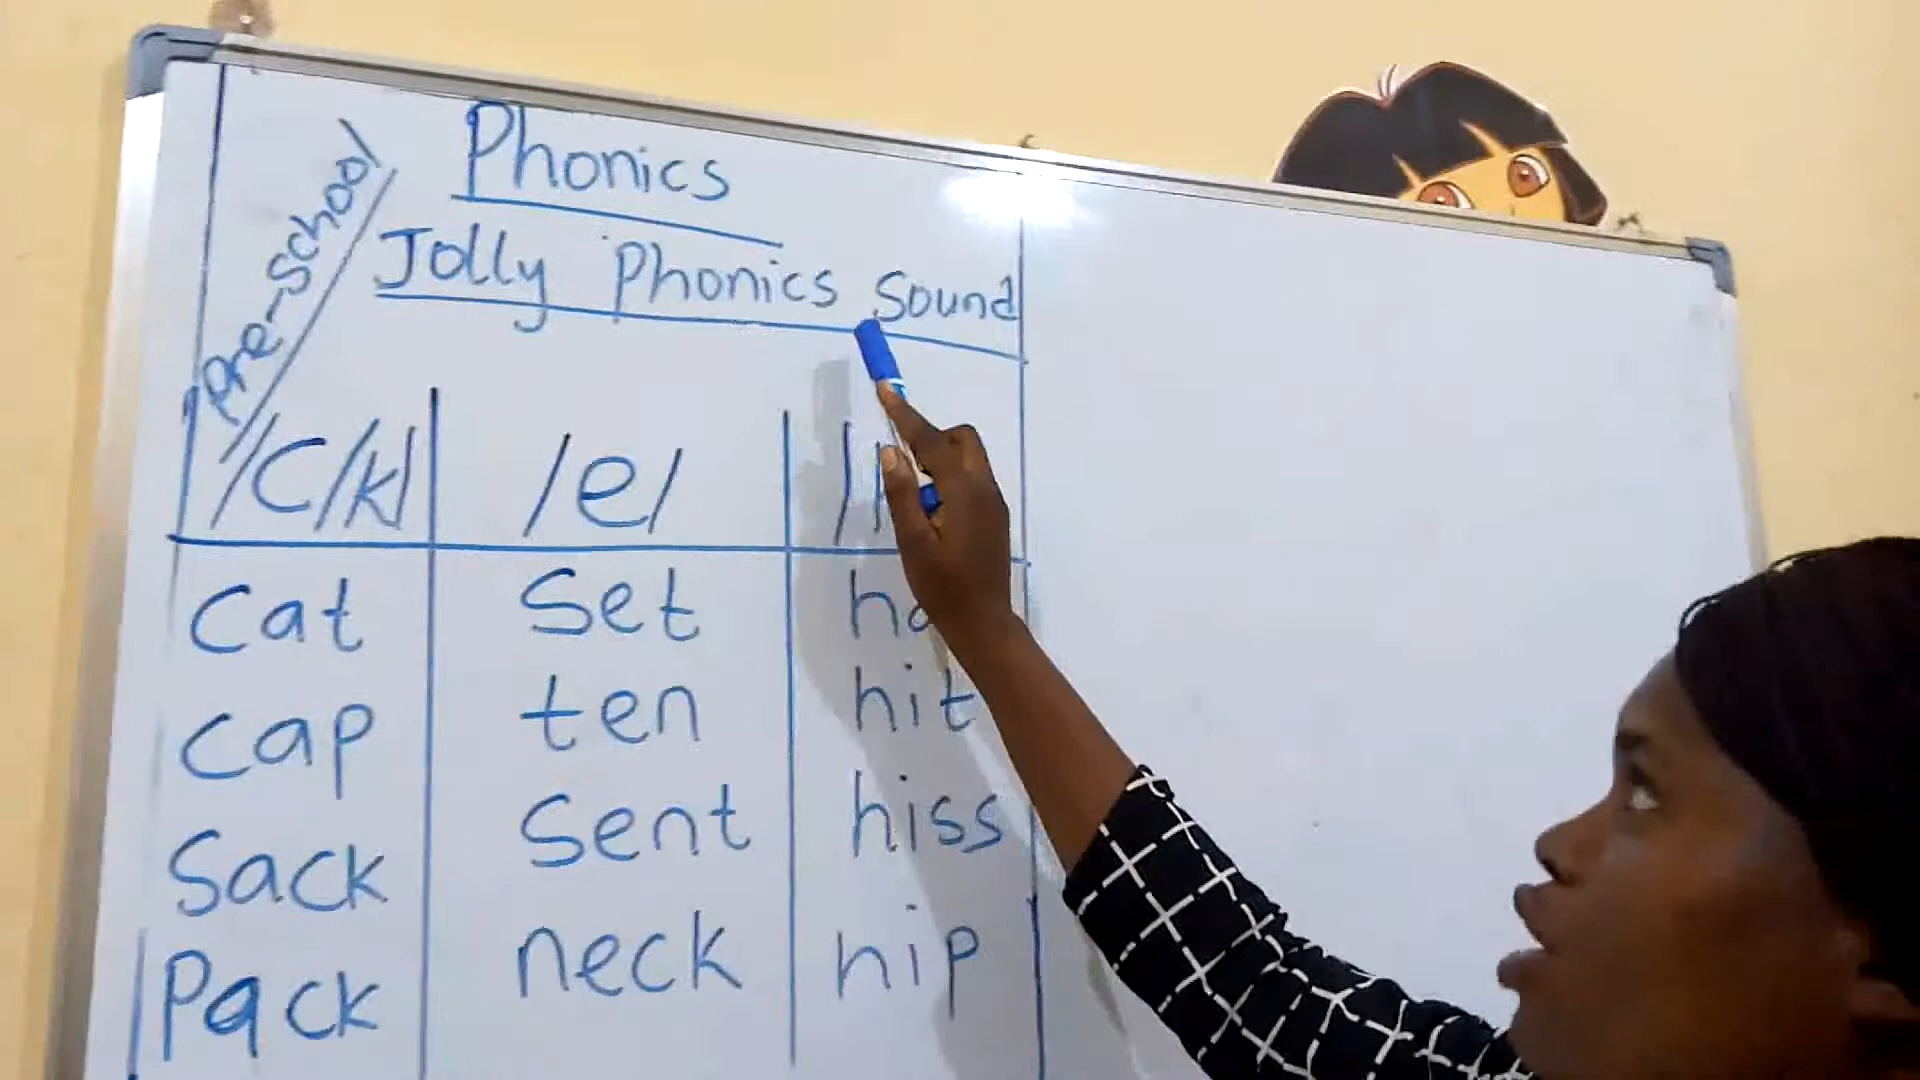 Pre-School
Phonics
Jolly Phonics Sound
/C/k/ /e/
Cat Set
Cap ten hit
Sack Sent hiss
Pack neck hip